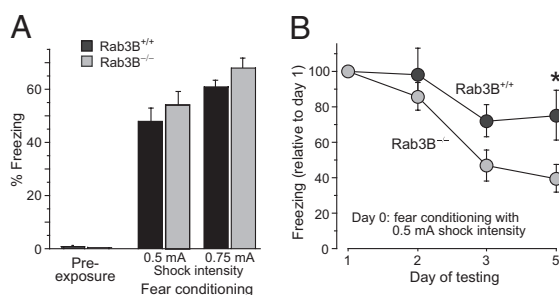 A
Rab3B+/+
Rab3B−/−
% Freezing
60
40
20
0
Pre-
exposure
0.5 mA 0.75 mA
Shock intensity
Fear conditioning
B
Freezing (relative to day 1)
100
80
60
40
20
0
Rab3B+/+
Rab3B−/−
*
Day 0: fear conditioning with
0.5 mA shock intensity
1 2 3 5
Day of testing